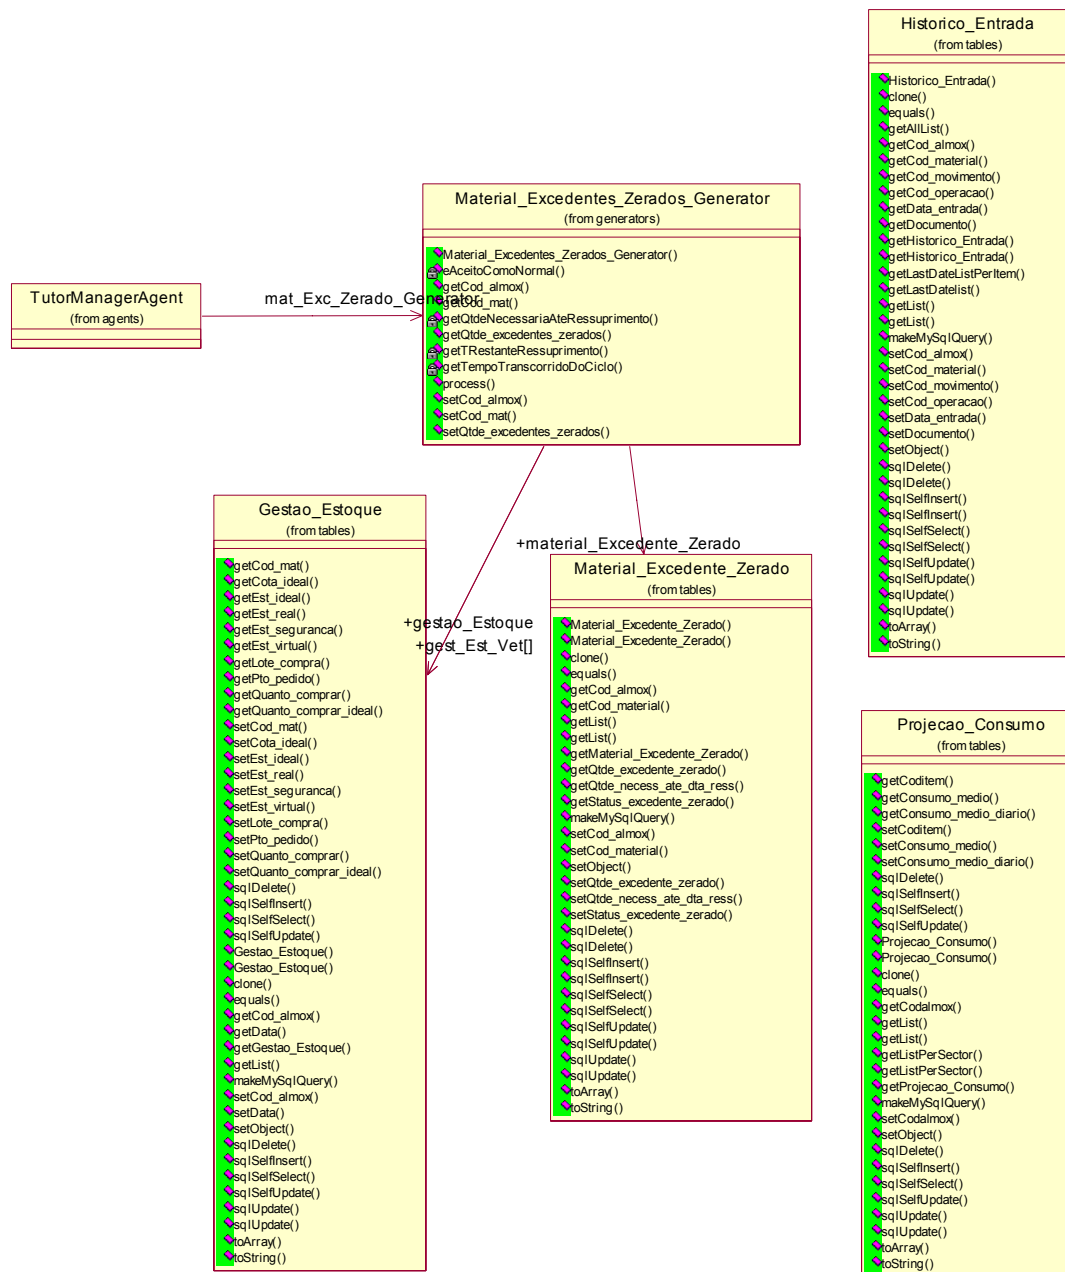 Historico_Entrada
(from tables)
Historico_Entrada()
clone()
equals()
getAllList()
getCod_almox()
getCod_material()
getCod_movimento()
getCod_operacao()
getData_entrada()
getDocumento()
getHistorico_Entrada()
getHistorico_Entrada()
getLastDateListPerItem()
getLastDatelist()
getList()
getList()
makeMySqlQuery()
setCod_almox()
setCod_material()
setCod_movimento()
setCod_operacao()
setData_entrada()
setDocumento()
setObject()
sqlDelete()
sqlDelete()
sqlSelfInsert()
sqlSelfInsert()
sqlSelfSelect()
sqlSelfSelect()
sqlSelfUpdate()
sqlSelfUpdate()
sqlUpdate()
sqlUpdate()
toArray()
toString()
Material_Excedentes_Zerados_Generator
(from generators)
Material_Excedentes_Zerados_Generator()
eAceitoComoNormal()
getCod_almox()
getCod_mat()
getQtdeNecessariaAteRessuprimento()
getQtde_excedentes_zerados()
getTRestanteRessuprimento()
getTempoTranscorridoDoCiclo()
process()
setCod_almox()
setCod_mat()
setQtde_excedentes_zerados()
TutorManagerAgent
(from agents)
mat_Exc_Zerado_Generator
Gestao_Estoque
(from tables)
getCod_mat()
getCota_ideal()
getEst_ideal()
getEst_real()
getEst_seguranca()
getEst_virtual()
getLote_compra()
getPto_pedido()
getQuanto_comprar()
getQuanto_comprar_ideal()
setCod_mat()
setCota_ideal()
setEst_ideal()
setEst_real()
setEst_seguranca()
setEst_virtual()
setLote_compra()
setPto_pedido()
setQuanto_comprar()
setQuanto_comprar_ideal()
sqlDelete()
sqlSelfInsert()
sqlSelfSelect()
sqlSelfUpdate()
Gestao_Estoque()
Gestao_Estoque()
clone()
equals()
getCod_almox()
getData()
getGestao_Estoque()
getList()
makeMySqlQuery()
setCod_almox()
setData()
setObject()
sqlDelete()
sqlSelfInsert()
sqlSelfSelect()
sqlSelfUpdate()
sqlUpdate()
sqlUpdate()
toArray()
toString()
+gestao_Estoque
+gest_Est_Vet[]
+material_Excedente_Zerado
Material_Excedente_Zerado
(from tables)
Material_Excedente_Zerado()
Material_Excedente_Zerado()
clone()
equals()
getCod_almox()
getCod_material()
getList()
getList()
getMaterial_Excedente_Zerado()
getQtde_excedente_zerado()
getQtde_necess_ate_dta_ress()
getStatus_excedente_zerado()
makeMySqlQuery()
setCod_almox()
setCod_material()
setObject()
setQtde_excedente_zerado()
setQtde_necess_ate_dta_ress()
setStatus_excedente_zerado()
sqlDelete()
sqlDelete()
sqlSelfInsert()
sqlSelfInsert()
sqlSelfSelect()
sqlSelfSelect()
sqlSelfUpdate()
sqlSelfUpdate()
sqlUpdate()
sqlUpdate()
toArray()
toString()
Projecao_Consumo
(from tables)
getCoditem()
getConsumo_medio()
getConsumo_medio_diario()
setCoditem()
setConsumo_medio()
setConsumo_medio_diario()
sqlDelete()
sqlSelfInsert()
sqlSelfSelect()
sqlSelfUpdate()
Projecao_Consumo()
Projecao_Consumo()
clone()
equals()
getCodalmox()
getList()
getList()
getListPerSector()
getListPerSector()
getProjecao_Consumo()
makeMySqlQuery()
setCodalmox()
setObject()
sqlDelete()
sqlSelfInsert()
sqlSelfSelect()
sqlSelfUpdate()
sqlUpdate()
sqlUpdate()
toArray()
toString()